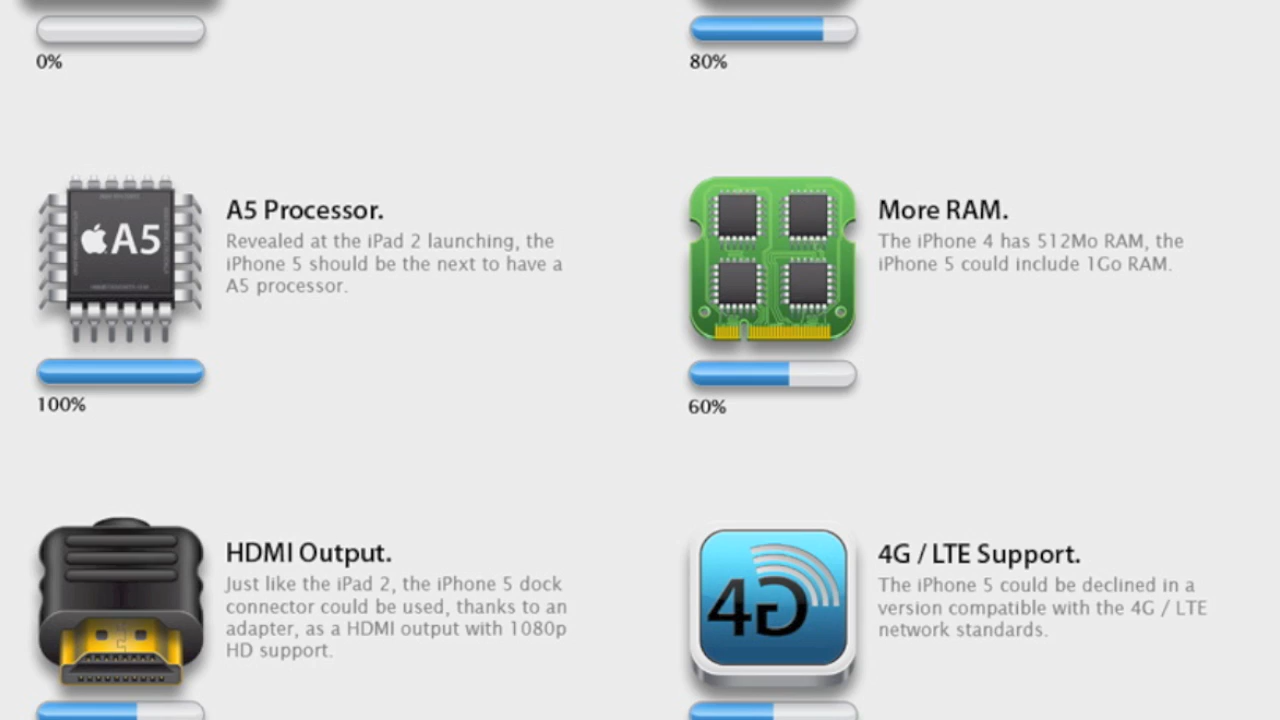 0%
80%
A5
A5 Processor.
Revealed at the iPad 2 launching, the
iPhone 5 should be the next to have a
A5 processor.
100%
More RAM.
The iPhone 4 has 512Mo RAM, the
iPhone 5 could include 1Go RAM.
60%
HDMI Output.
Just like the iPad 2, the iPhone 5 dock
connector could be used, thanks to an
adapter, as a HDMI output with 1080p
HD support.
4G
4G / LTE Support.
The iPhone 5 could be declined in a
version compatible with the 4G / LTE
network standards.